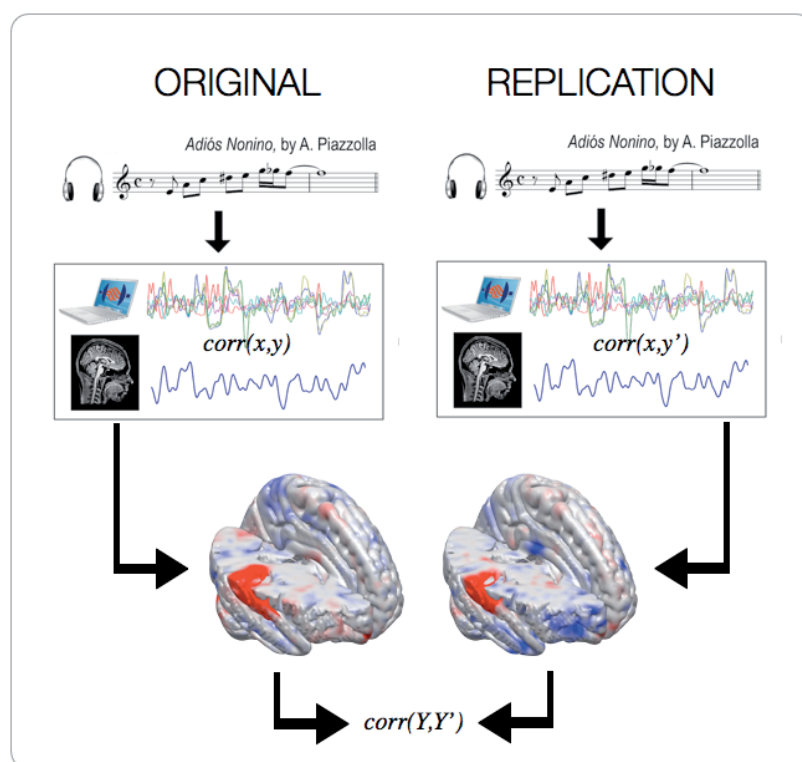 ORIGINAL
REPLICATION
Adiós Nonino, by A. Piazzolla
Adiós Nonino, by A. Piazzolla
corr(x,y)
corr(x,y’)
corr(Y,Y’)